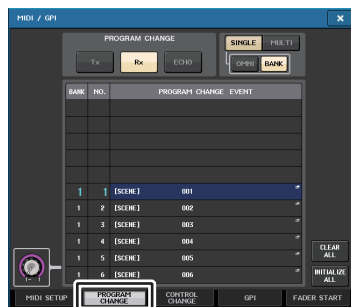 MIDI / GPI
PROGRAM CHANGE
SINGLE MULTI
Tx Rx ECHO
OMNI BANK
BANK NO. PROGRAM CHANGE EVENT
1 1 [SCENE] 001
1 2 [SCENE] 002
1 3 [SCENE] 003
1 4 [SCENE] 004
1 5 [SCENE] 005
1 6 [SCENE] 006
CLEAR ALL
INITIALIZE ALL
MIDI SETUP PROGRAM CHANGE CONTROL CHANGE GPI FADER START